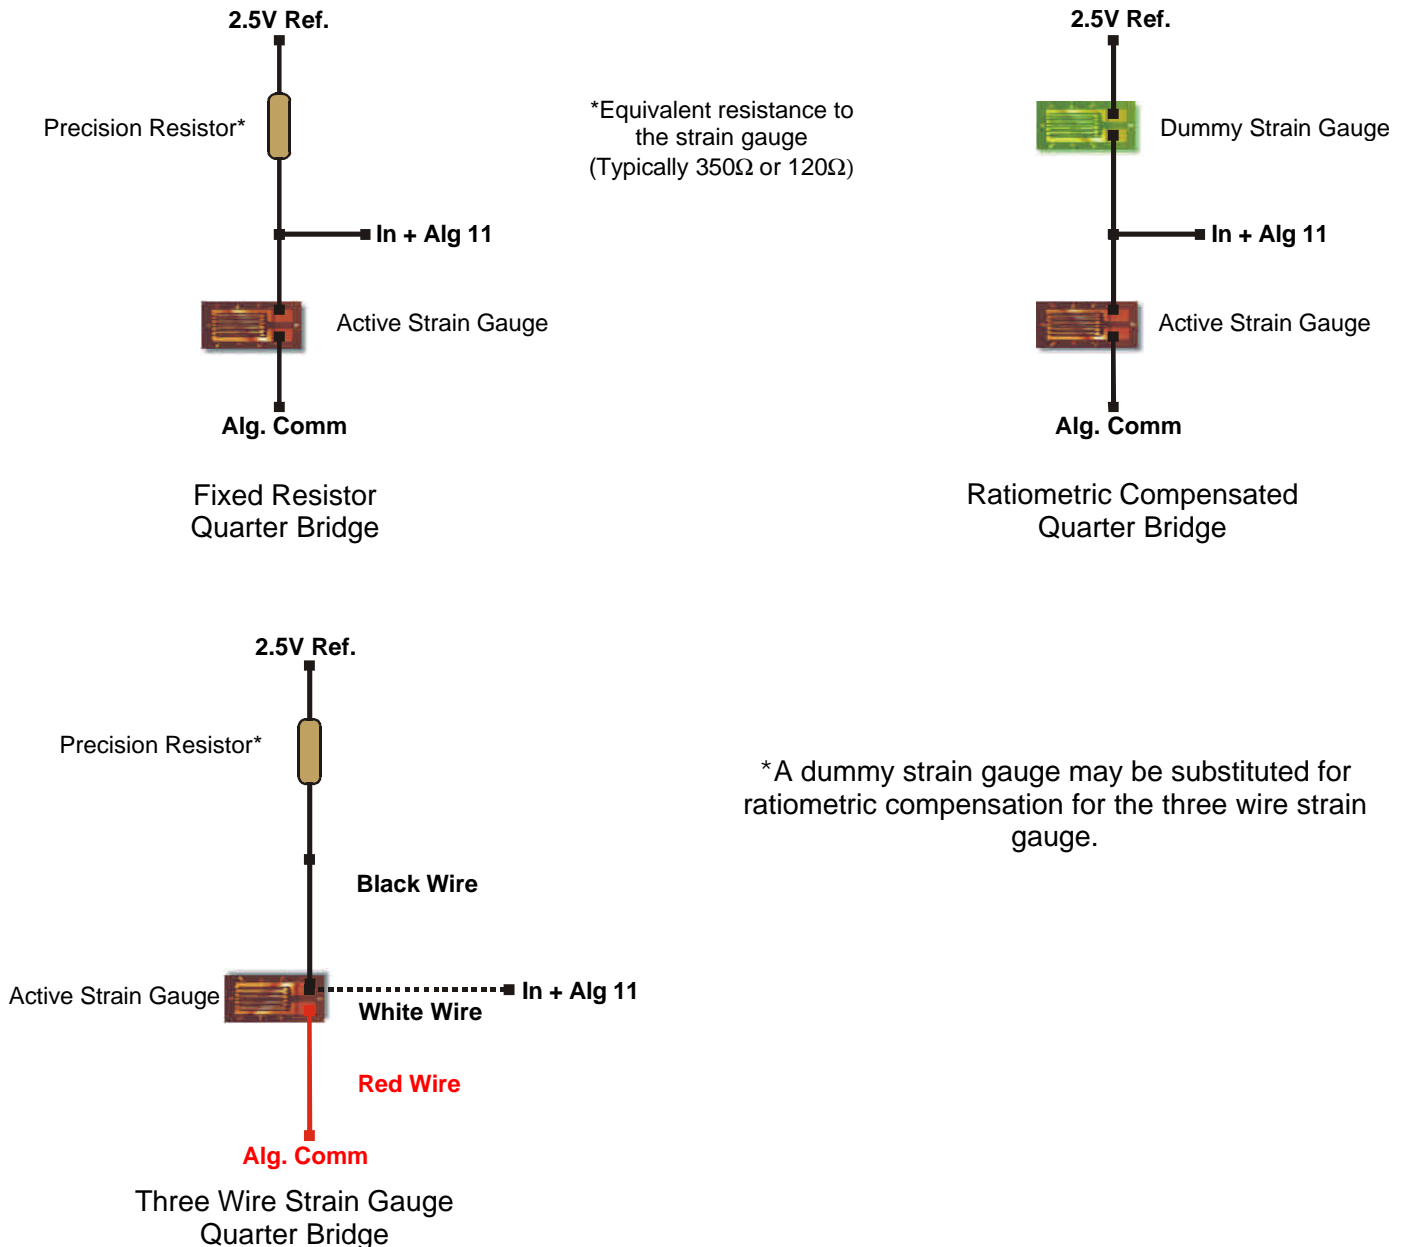 2.5V Ref.
Precision Resistor*
In + Alg 11
Active Strain Gauge
Alg. Comm
Fixed Resistor
Quarter Bridge
*Equivalent resistance to
the strain gauge
(Typically 350Ω or 120Ω)
2.5V Ref.
Dummy Strain Gauge
In + Alg 11
Active Strain Gauge
Alg. Comm
Ratiometric Compensated
Quarter Bridge
2.5V Ref.
Precision Resistor*
Black Wire
Active Strain Gauge
In + Alg 11
White Wire
Red Wire
Alg. Comm
Three Wire Strain Gauge
Quarter Bridge
*A dummy strain gauge may be substituted for
ratiometric compensation for the three wire strain
gauge.